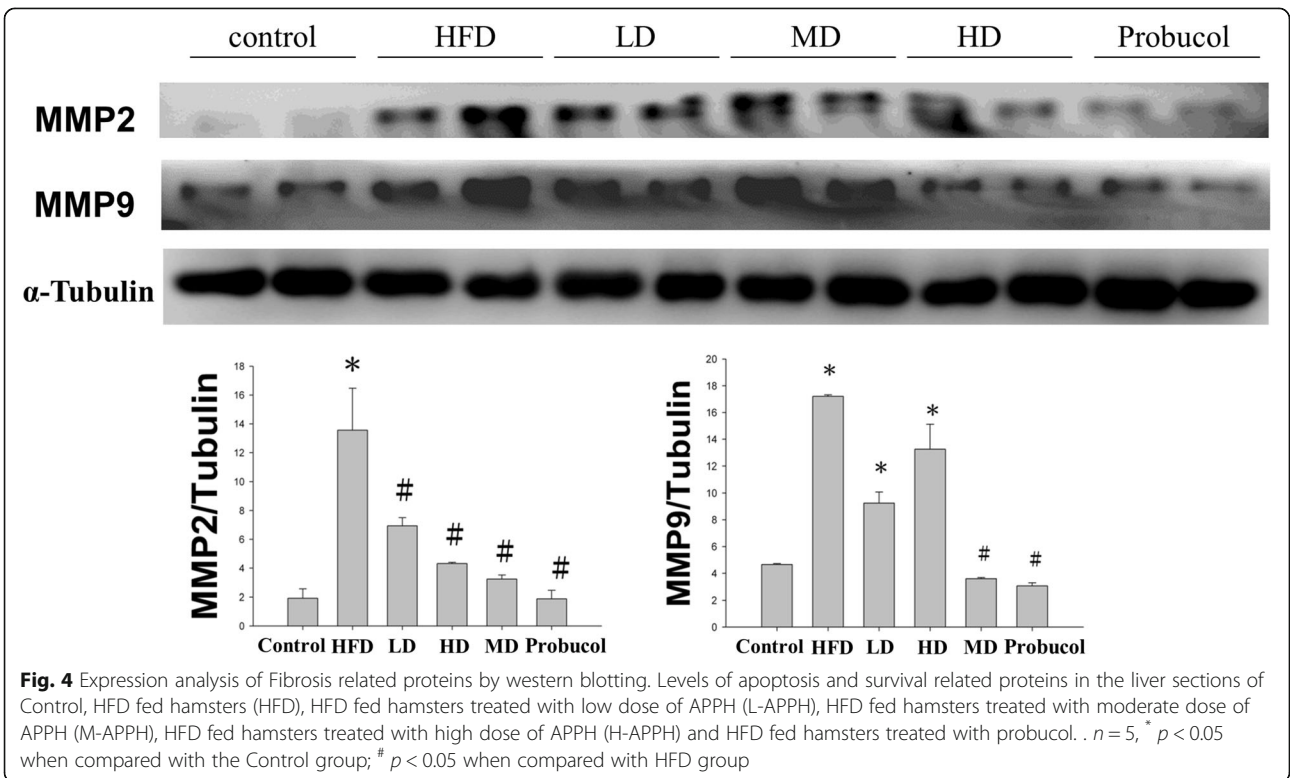 control HFD LD MD HD Probucol
MMP2
MMP9
α-Tubulin
MMP2/Tubulin
18
16
14
12
10
8
6
4
2
0
* # # # #
Control HFD LD HD MD Probucol
MMP9/Tubulin
20
18
16
14
12
10
8
6
4
2
0
* * * # #
Control HFD LD HD MD Probucol
Fig. 4 Expression analysis of Fibrosis related proteins by western blotting. Levels of apoptosis and survival related proteins in the liver sections of
Control, HFD fed hamsters (HFD), HFD fed hamsters treated with low dose of APPH (L-APPH), HFD fed hamsters treated with moderate dose of
APPH (M-APPH), HFD fed hamsters treated with high dose of APPH (H-APPH) and HFD fed hamsters treated with probucol. . n = 5, * p < 0.05
when compared with the Control group; # p < 0.05 when compared with HFD group